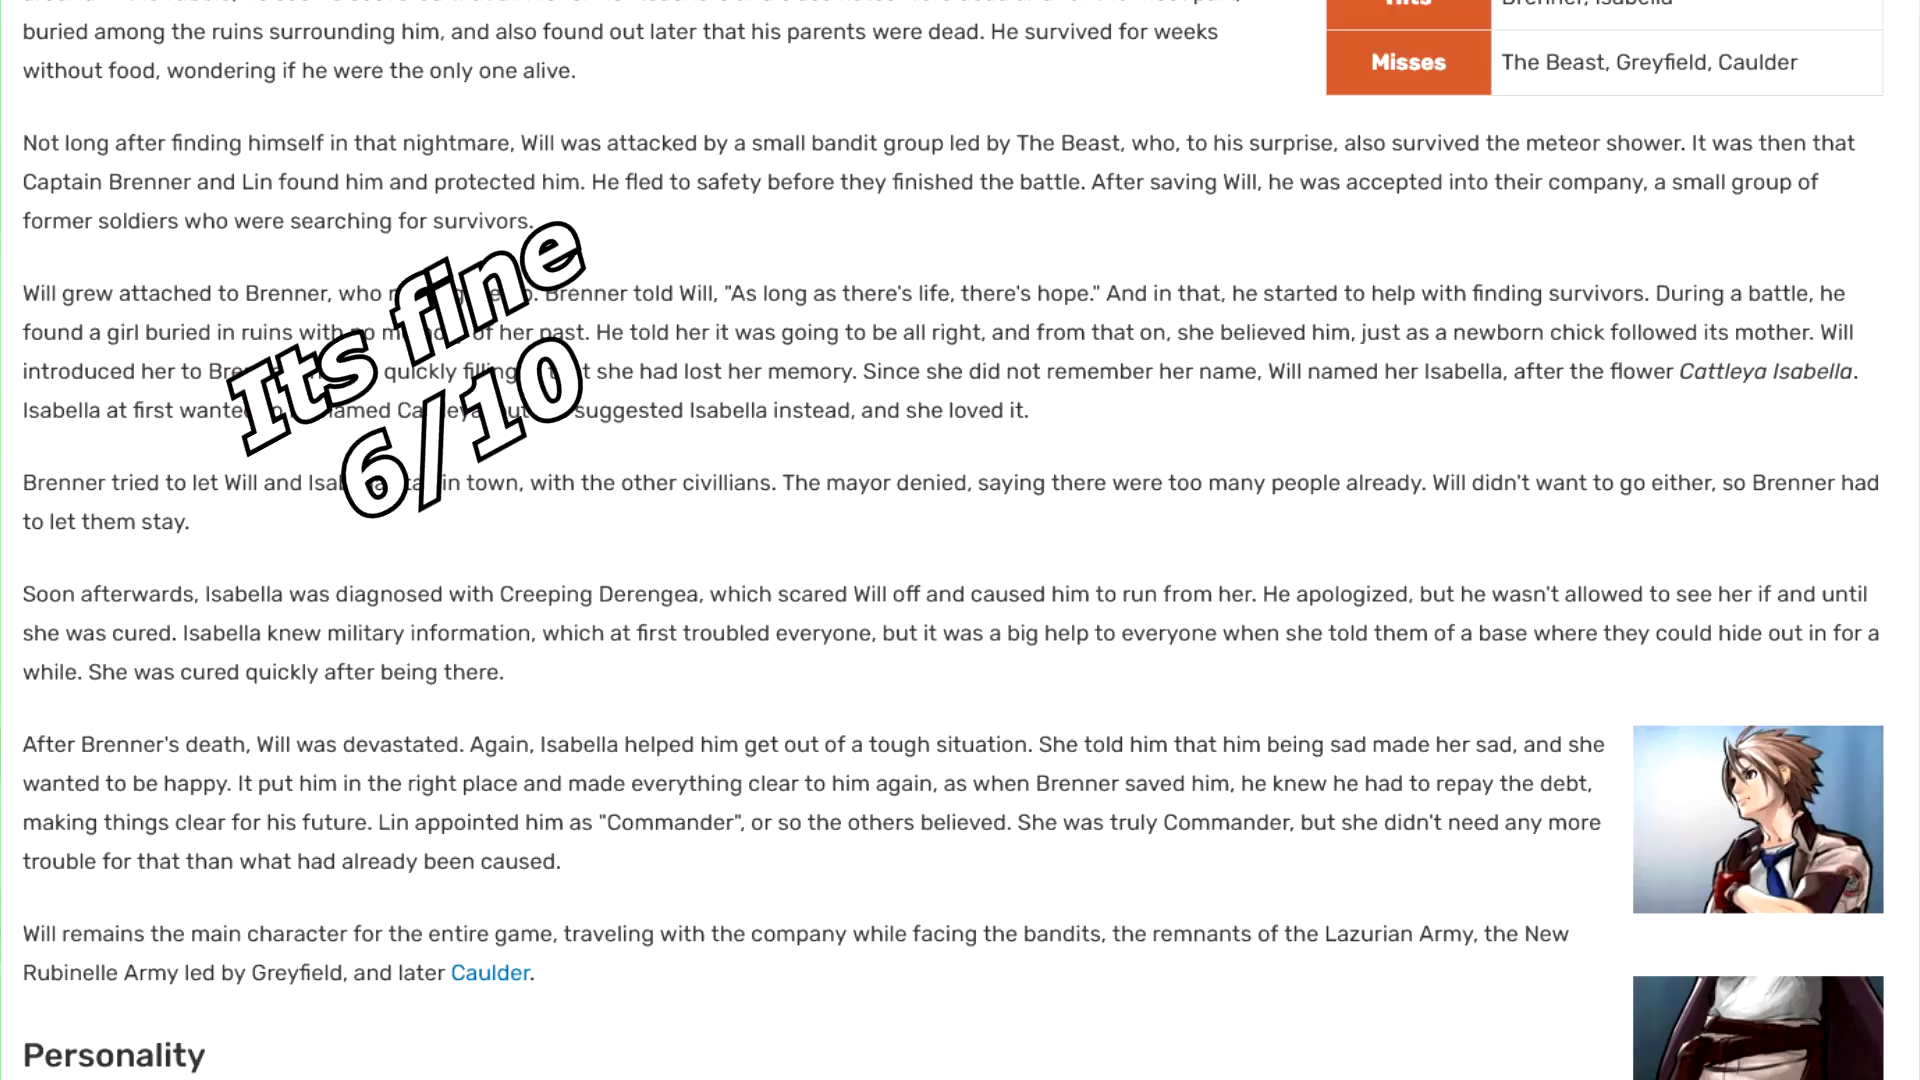 buried among the ruins surrounding him, and also found out later that his parents were dead. He survived for weeks
without food, wondering if he were the only one alive.
Brenner, Isabella
Misses
The Beast, Greyfield, Caulder
Not long after finding himself in that nightmare, Will was attacked by a small bandit group led by The Beast, who, to his surprise, also survived the meteor shower. It was then that
Captain Brenner and Lin found him and protected him. He fled to safety before they finished the battle. After saving Will, he was accepted into their company, a small group of
former soldiers who were searching for survivors.
Will grew attached to Brenner, who Brenner told Will, "As long as there's life, there's hope." And in that, he started to help with finding survivors. During a battle, he
found a girl buried in ruins with of her past. He told her it was going to be all right, and from that on, she believed him, just as a newborn chick followed its mother. Will
introduced her to quickly she had lost her memory. Since she did not remember her name, Will named her Isabella, after the flower Cattleya Isabella.
Isabella at first suggested Isabella instead, and she loved it.
Its fine
6/10
Brenner tried to let Will and in town, with the other civillians. The mayor denied, saying there were too many people already. Will didn't want to go either, so Brenner had
to let them stay.
Soon afterwards, Isabella was diagnosed with Creeping Derengea, which scared Will off and caused him to run from her. He apologized, but he wasn't allowed to see her if and until
she was cured. Isabella knew military information, which at first troubled everyone, but it was a big help to everyone when she told them of a base where they could hide out in for a
while. She was cured quickly after being there.
After Brenner's death, Will was devastated. Again, Isabella helped him get out of a tough situation. She told him that him being sad made her sad, and she
wanted to be happy. It put him in the right place and made everything clear to him again, as when Brenner saved him, he knew he had to repay the debt,
making things clear for his future. Lin appointed him as "Commander", or so the others believed. She was truly Commander, but she didn't need any more
trouble for that than what had already been caused.
Will remains the main character for the entire game, traveling with the company while facing the bandits, the remnants of the Lazurian Army, the New
Rubinelle Army led by Greyfield, and later Caulder.
Personality